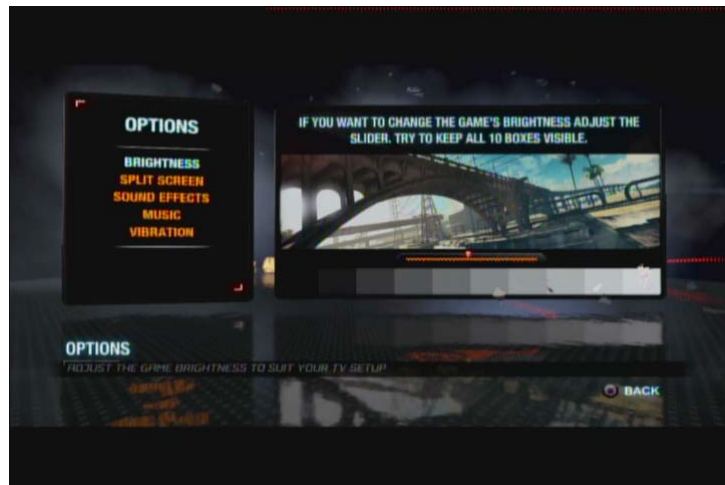 OPTIONS
BRIGHTNESS
SPLIT SCREEN
SOUND EFFECTS
MUSIC
VIBRATION
IF YOU WANT TO CHANGE THE GAME'S BRIGHTNESS ADJUST THE
SLIDER. TRY TO KEEP ALL 10 BOXES VISIBLE.
OPTIONS
ADJUST THE GAME BRIGHTNESS TO SUIT YOUR TV SETUP
BACK